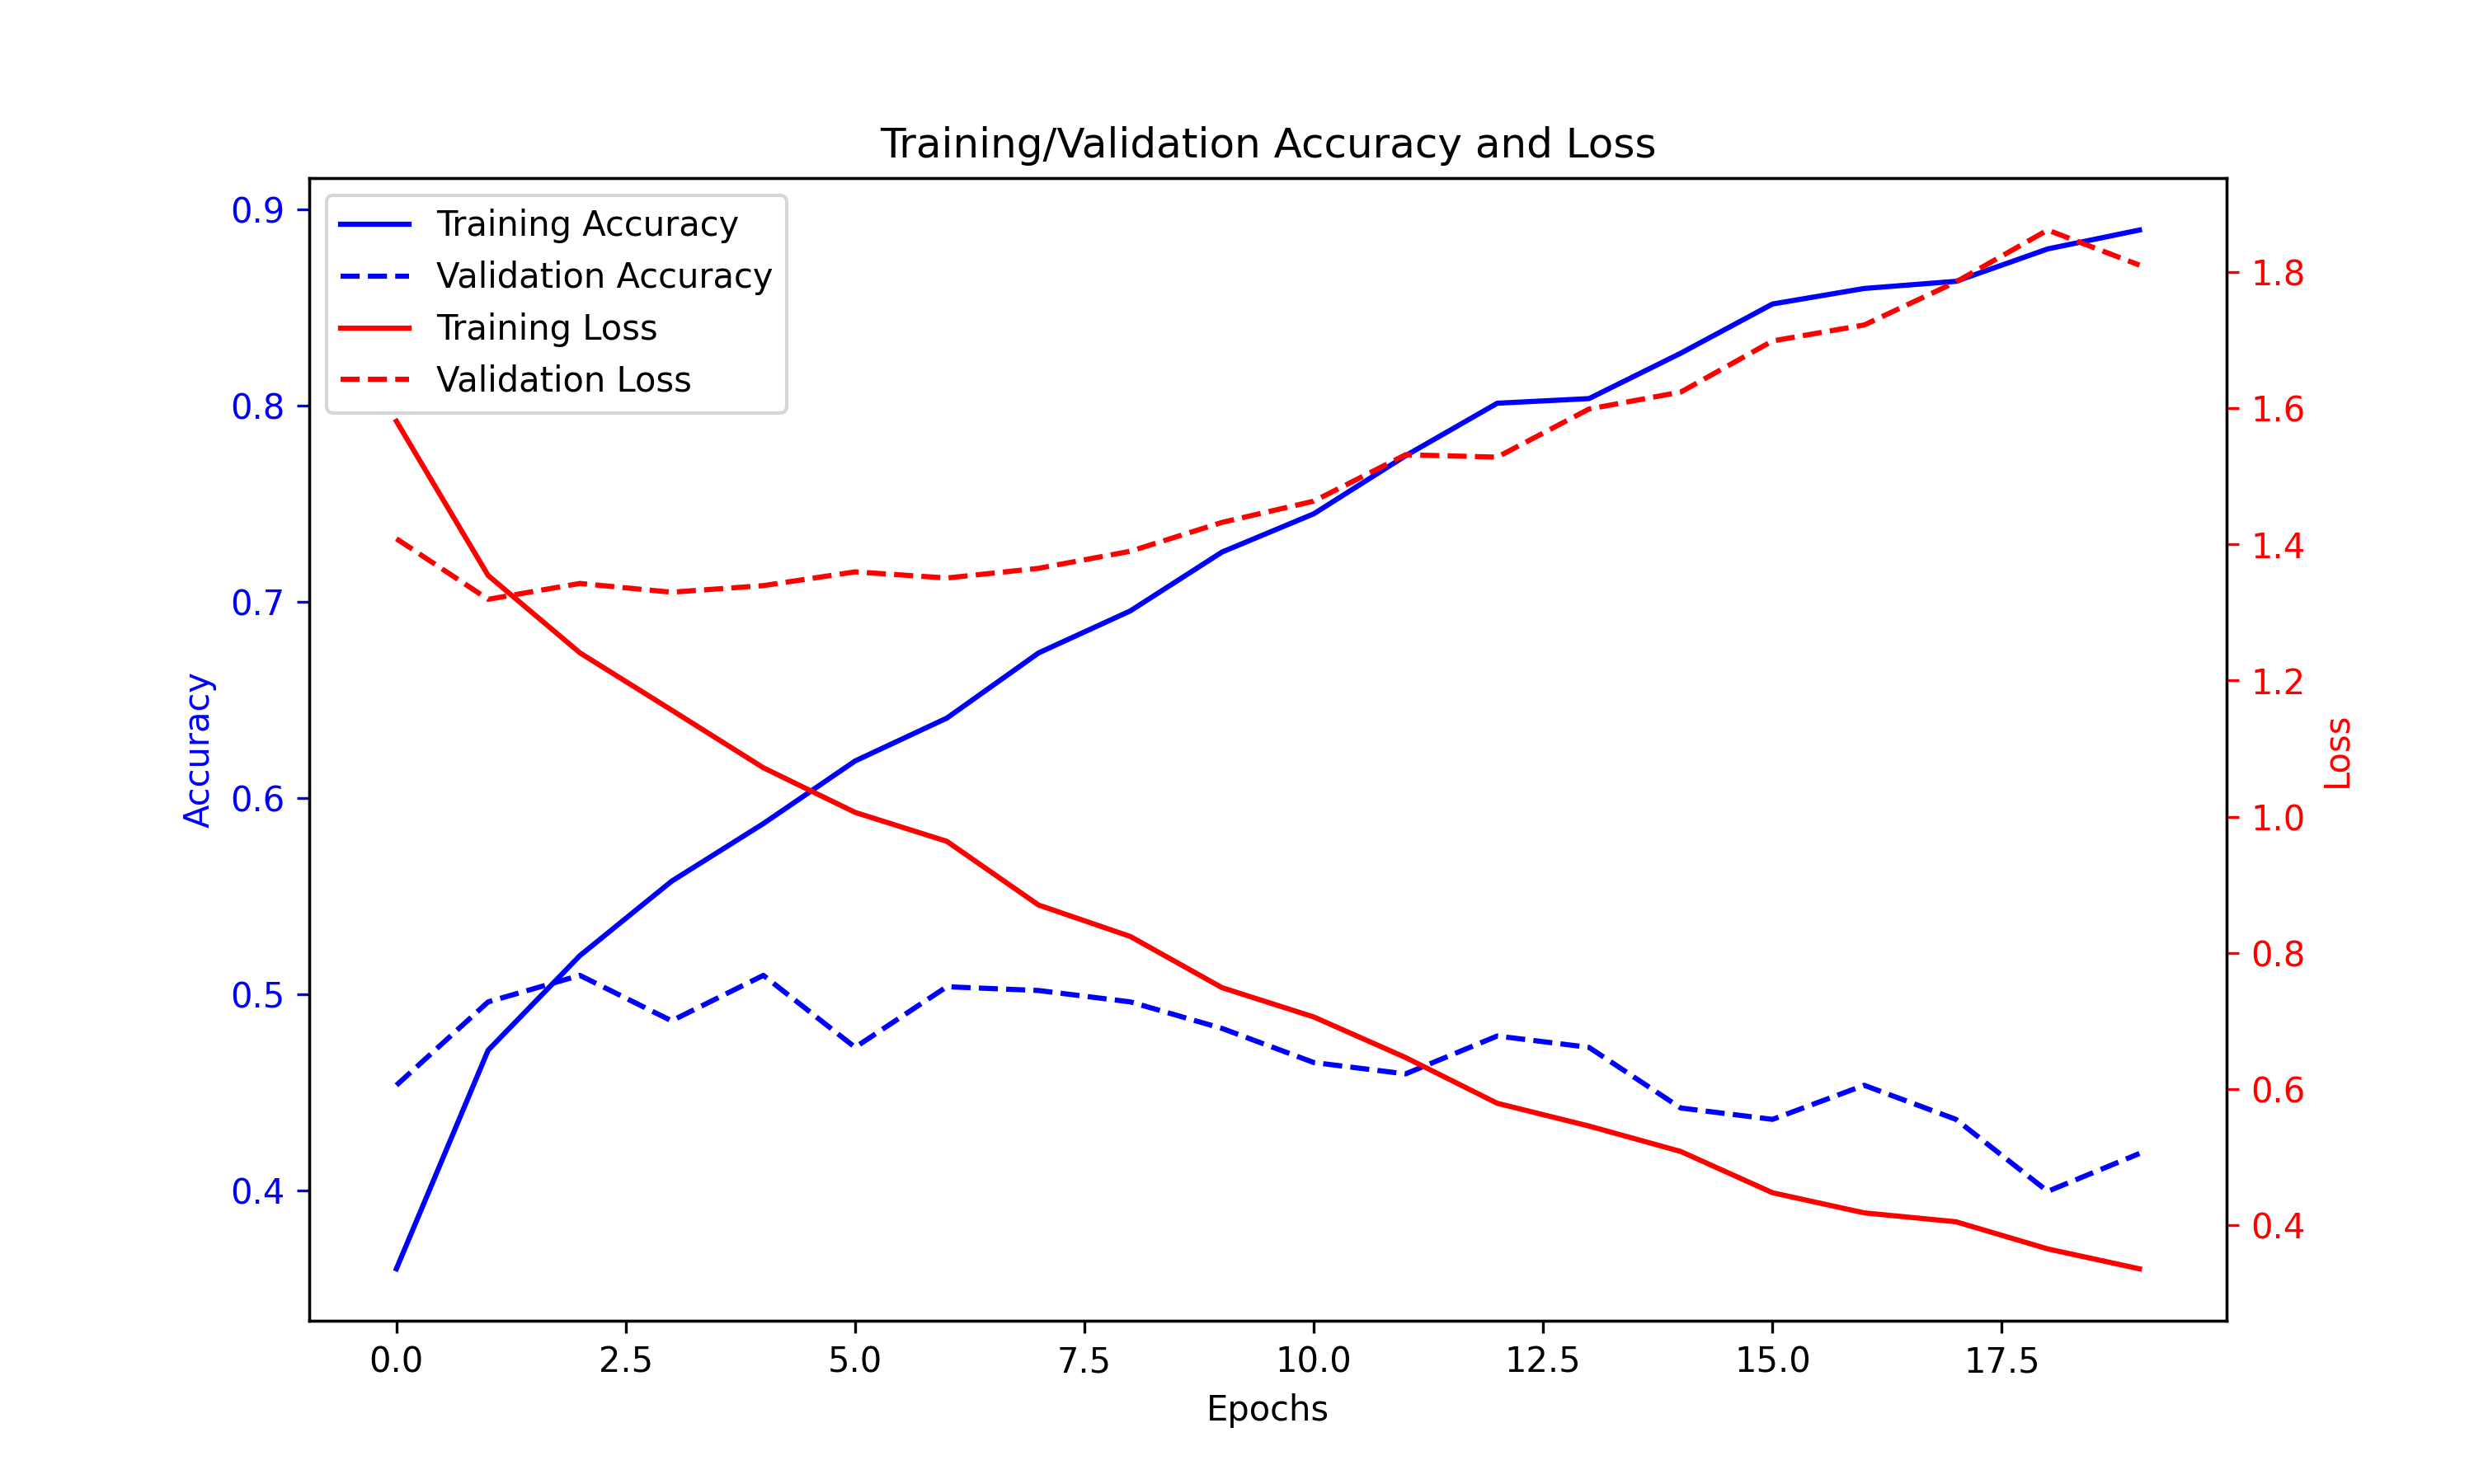 Training/Validation Accuracy and Loss
Training Accuracy
Validation Accuracy
Training Loss
Validation Loss
0.9
0.8
0.7
0.6
0.5
0.4
Accuracy
1.8
1.6
1.4
1.2
1.0
0.8
0.6
0.4
Loss
0.0 2.5 5.0 7.5 10.0 12.5 15.0 17.5
Epochs